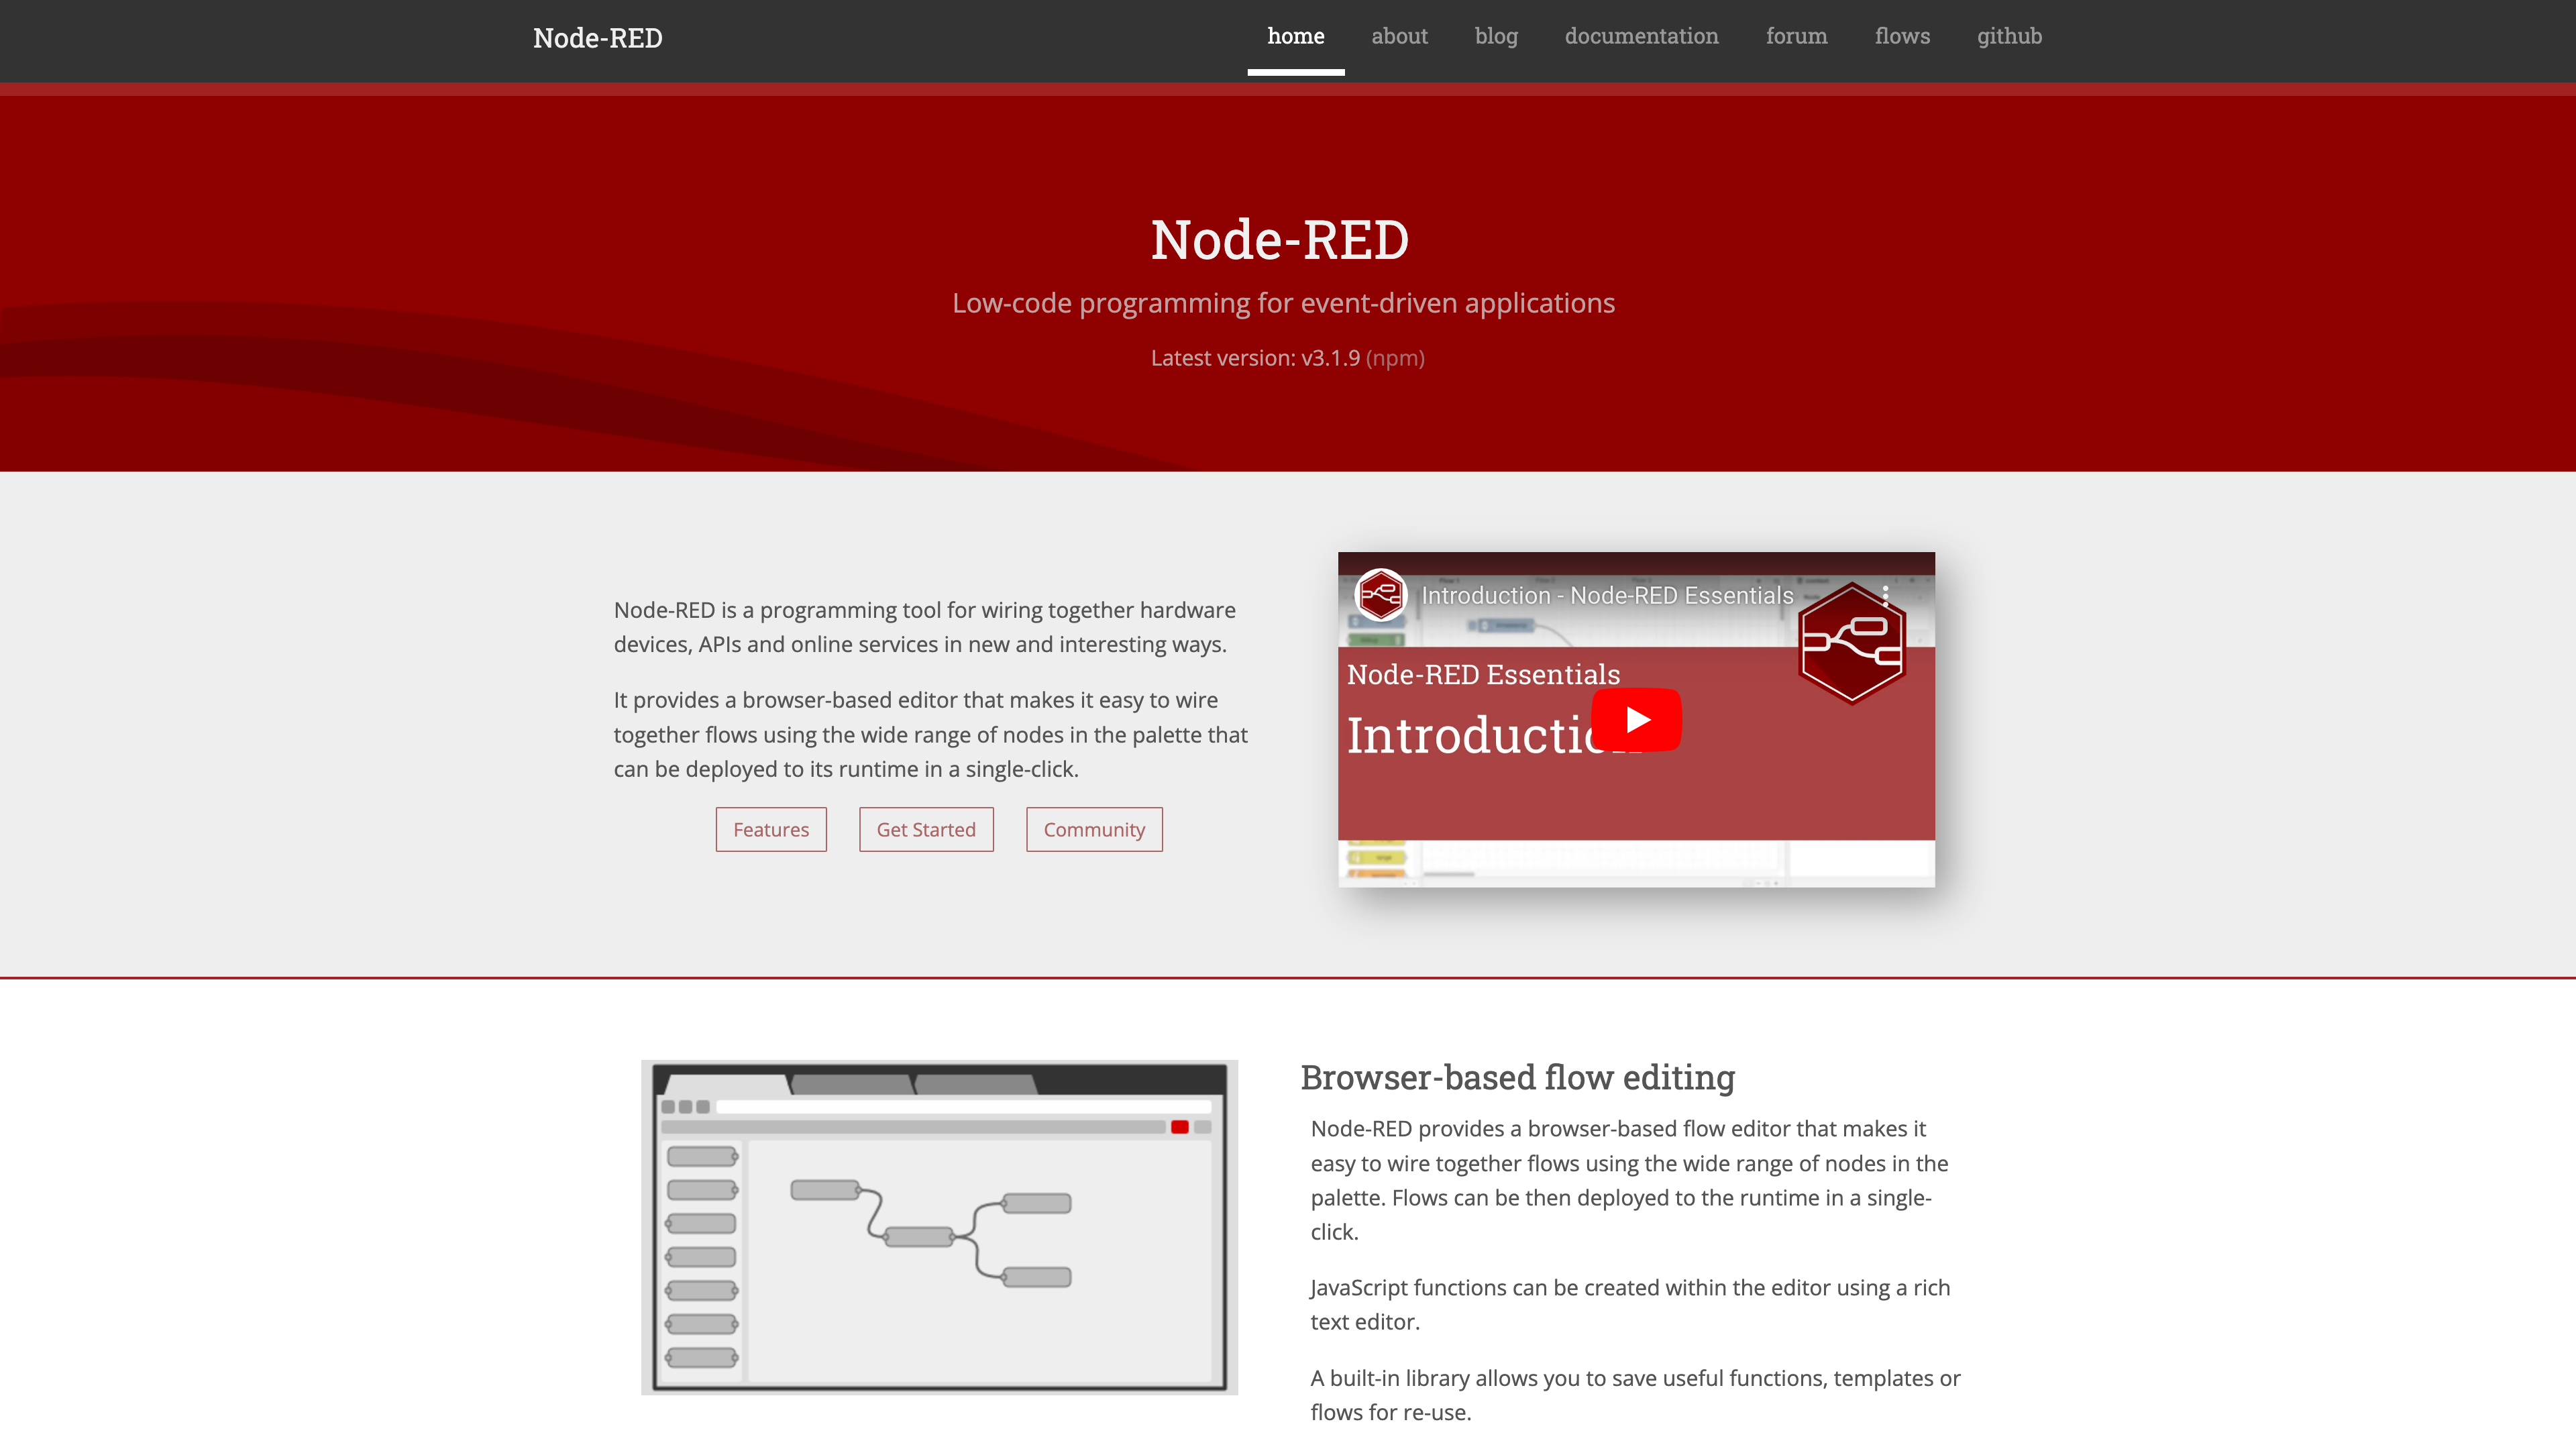 Node-RED
home about blog documentation forum flows github
Node-RED
Low-code programming for event-driven applications
Latest version: v3.1.9 (npm)
Node-RED is a programming tool for wiring together hardware
devices, APIs and online services in new and interesting ways.
It provides a browser-based editor that makes it easy to wire
together flows using the wide range of nodes in the palette that
can be deployed to its runtime in a single-click.
Features Get Started Community
Introduction - Node-RED Essentials
Node-RED Essentials
Introduction
Browser-based flow editing
Node-RED provides a browser-based flow editor that makes it
easy to wire together flows using the wide range of nodes in the
palette. Flows can be then deployed to the runtime in a single-
click.
JavaScript functions can be created within the editor using a rich
text editor.
A built-in library allows you to save useful functions, templates or
flows for re-use.